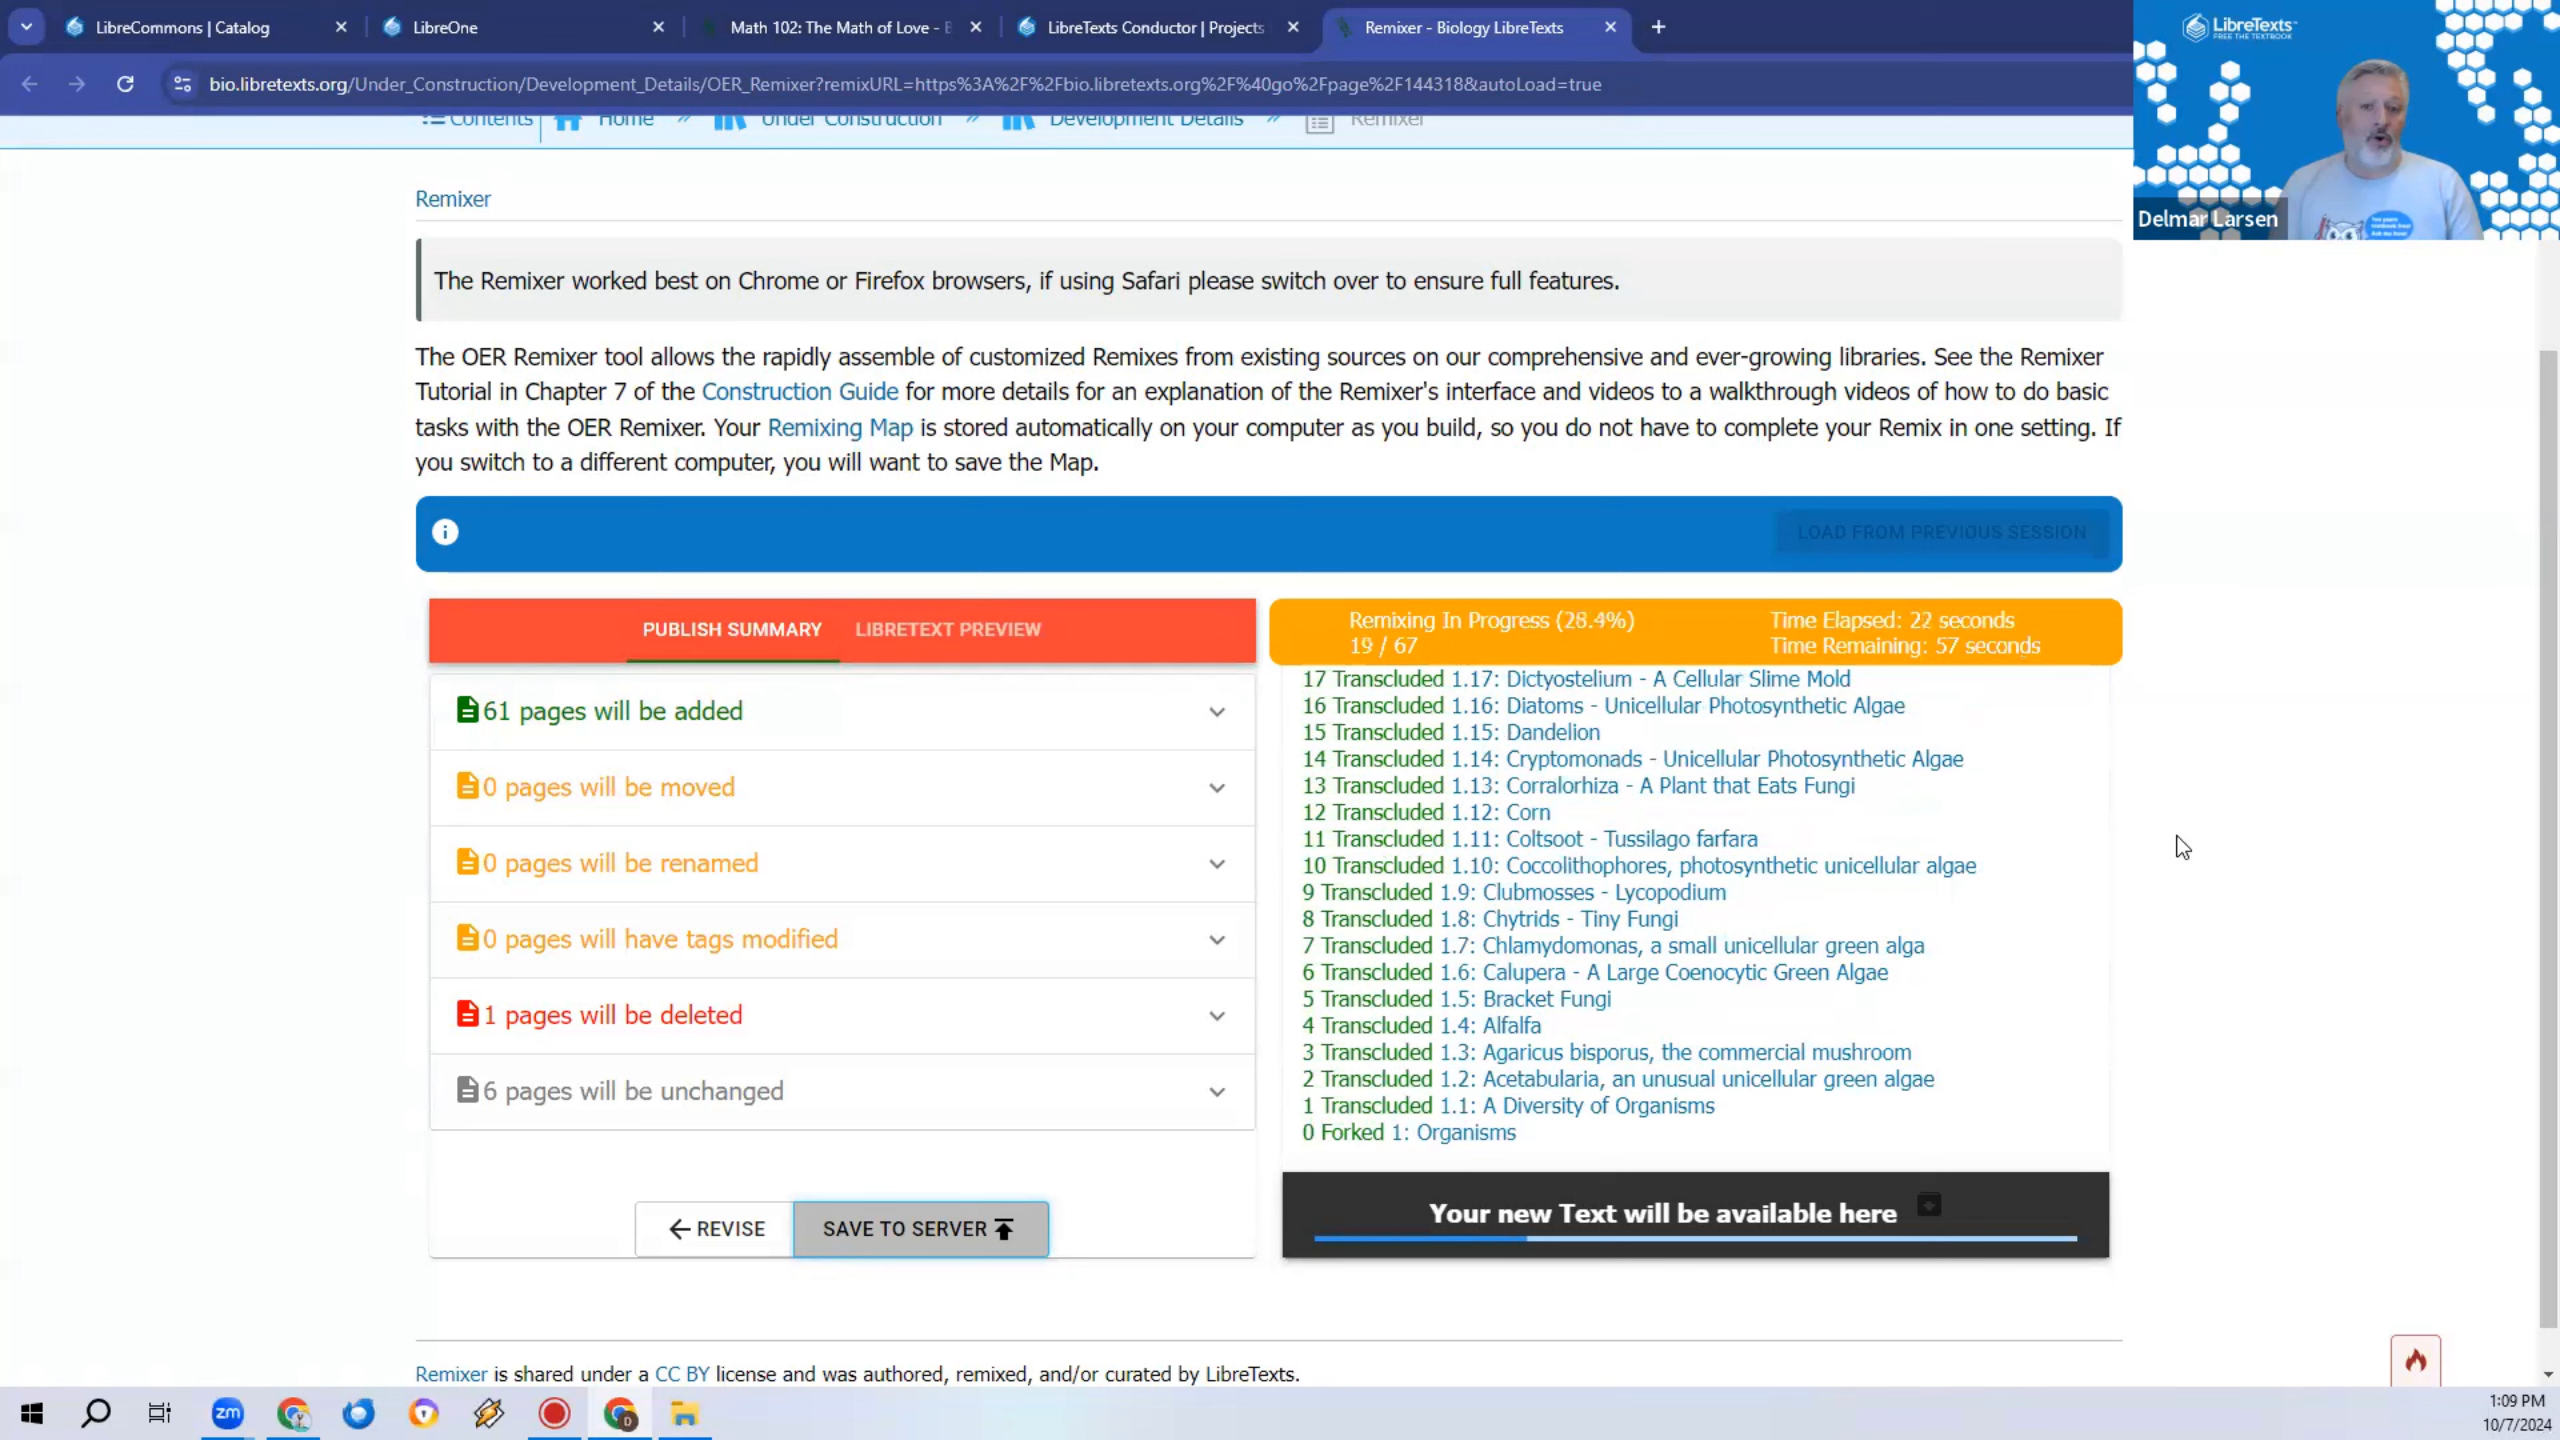 LibreCommons | Catalog
LibreOne
Math 102: The Math of Love - B
LibreTexts Conductor | Projects
Remixer - Biology LibreTexts
bio.libretexts.org/Under_Construction/Development_Details/OER_Remixer?remixURL=https%3A%2F%2Fbio.libretexts.org%2F%40go%2Fpage%2F144318&autoLoad=true
LibreTexts
FREE THE TEXTBOOK
Delmar Larsen
Contents Home » Under Construction » Development Details » Remixer
Remixer
The Remixer worked best on Chrome or Firefox browsers, if using Safari please switch over to ensure full features.
The OER Remixer tool allows the rapidly assemble of customized Remixes from existing sources on our comprehensive and ever-growing libraries. See the Remixer
Tutorial in Chapter 7 of the Construction Guide for more details for an explanation of the Remixer's interface and videos to a walkthrough videos of how to do basic
tasks with the OER Remixer. Your Remixing Map is stored automatically on your computer as you build, so you do not have to complete your Remix in one setting. If
you switch to a different computer, you will want to save the Map.
LOAD FROM PREVIOUS SESSION
PUBLISH SUMMARY LIBRETEXT PREVIEW
61 pages will be added
0 pages will be moved
0 pages will be renamed
0 pages will have tags modified
1 pages will be deleted
6 pages will be unchanged
REVISE
SAVE TO SERVER
Remixing In Progress (28.4%)
19 / 67
Time Elapsed: 22 seconds
Time Remaining: 57 seconds
17 Transcluded 1.17: Dictyostelium - A Cellular Slime Mold
16 Transcluded 1.16: Diatoms - Unicellular Photosynthetic Algae
15 Transcluded 1.15: Dandelion
14 Transcluded 1.14: Cryptomonads - Unicellular Photosynthetic Algae
13 Transcluded 1.13: Corralorhiza - A Plant that Eats Fungi
12 Transcluded 1.12: Corn
11 Transcluded 1.11: Coltsoot - Tussilago farfara
10 Transcluded 1.10: Coccolithophores, photosynthetic unicellular algae
9 Transcluded 1.9: Clubmosses - Lycopodium
8 Transcluded 1.8: Chytrids - Tiny Fungi
7 Transcluded 1.7: Chlamydomonas, a small unicellular green alga
6 Transcluded 1.6: Calupera - A Large Coenocytic Green Algae
5 Transcluded 1.5: Bracket Fungi
4 Transcluded 1.4: Alfalfa
3 Transcluded 1.3: Agaricus bisporus, the commercial mushroom
2 Transcluded 1.2: Acetabularia, an unusual unicellular green algae
1 Transcluded 1.1: A Diversity of Organisms
0 Forked 1: Organisms
Your new Text will be available here
Remixer is shared under a CC BY license and was authored, remixed, and/or curated by LibreTexts.
zm
D
1:09 PM
10/7/2024